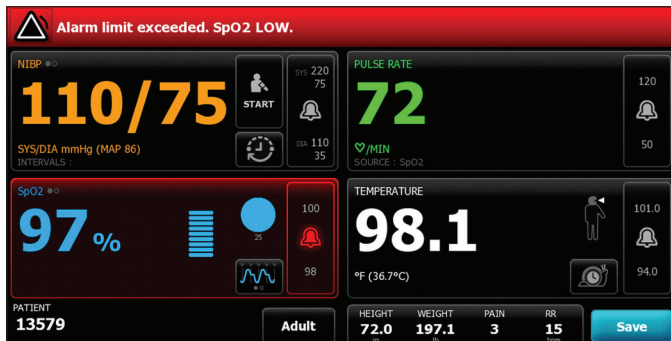 Alarm limit exceeded. SpO2 LOW.
NIBP
110/75
SYS/DIA mmHg (MAP 86)
INTERVALS :
START
SYS 220
75
DIA 110
35
PULSE RATE
72
/MIN
SOURCE : SpO2
120
50
SpO2
97 %
25
100
98
TEMPERATURE
98.1
°F (36.7°C)
101.0
94.0
PATIENT
13579
Adult
HEIGHT WEIGHT PAIN RR
72.0 197.1 3 15
in lb bpm
Save